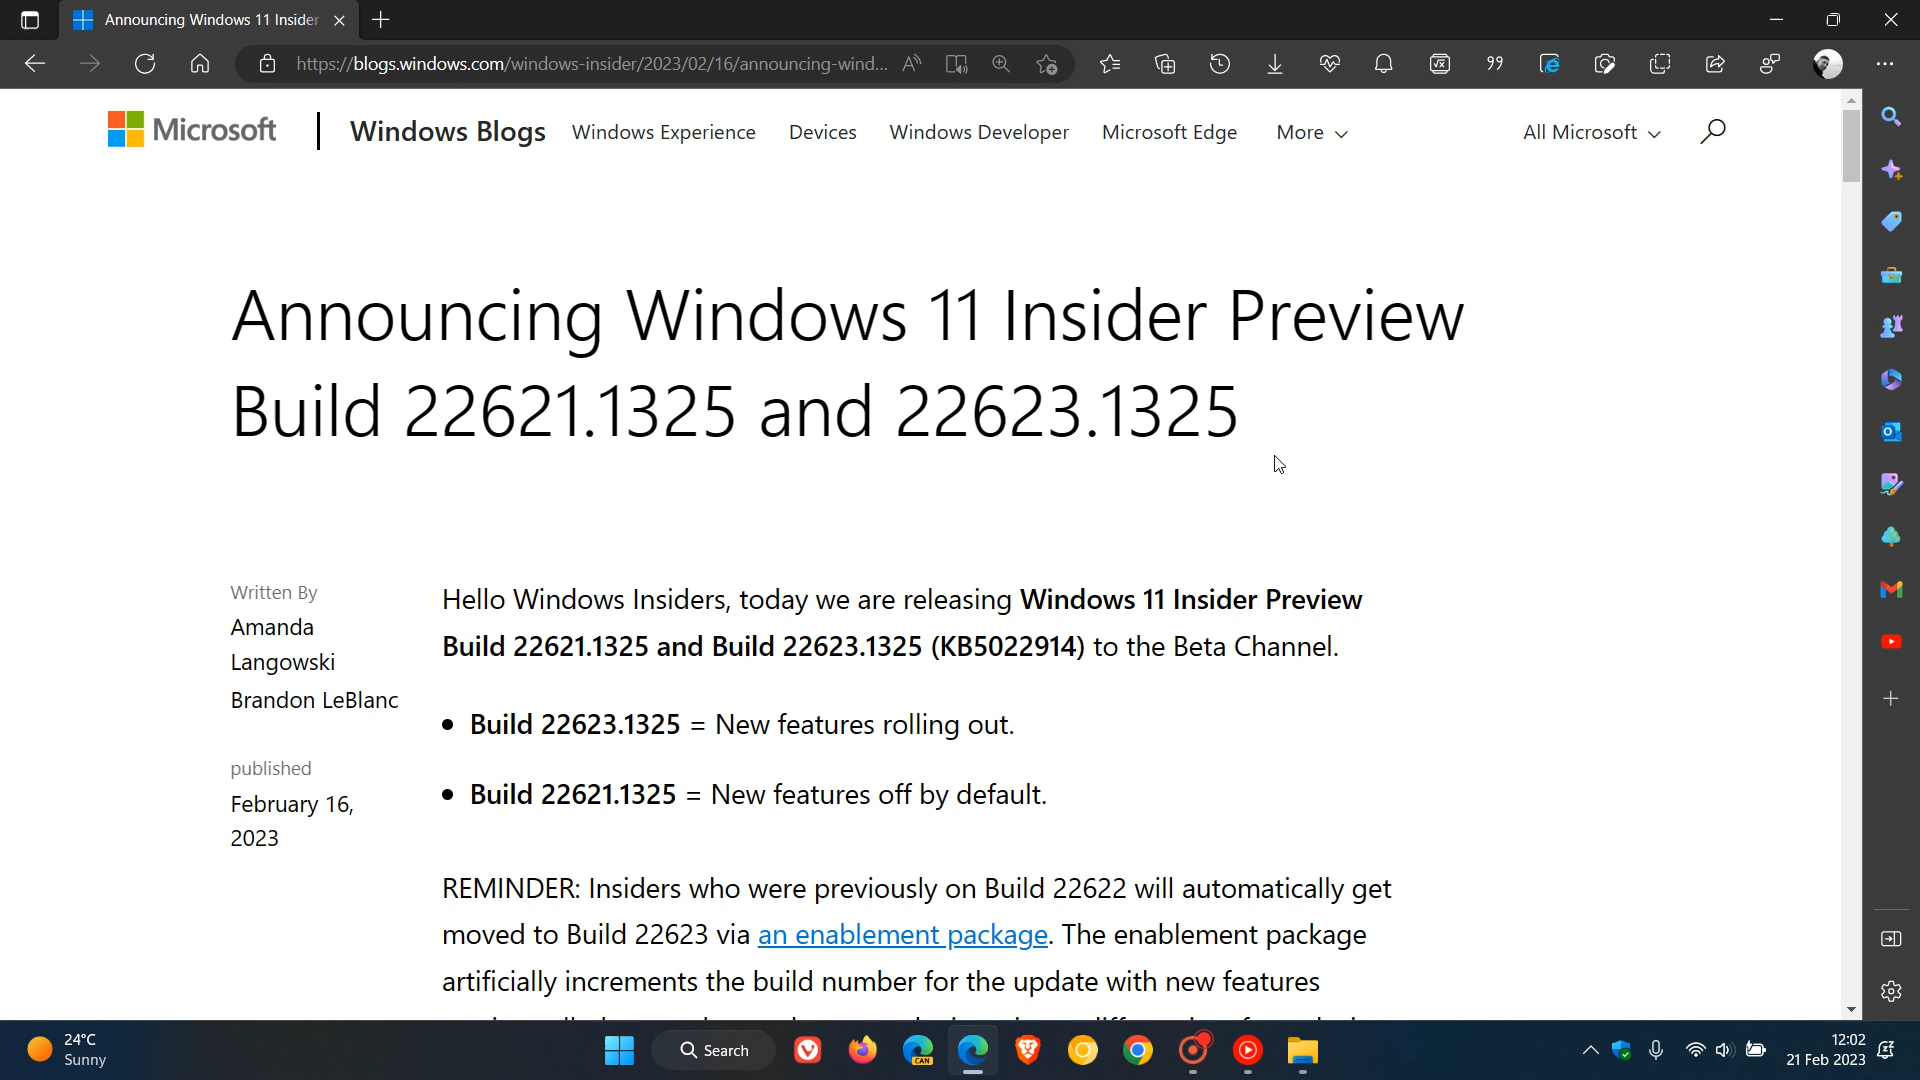 Announcing Windows 11 Insider
https://blogs.windows.com/windows-insider/2023/02/16/announcing-wind...
Microsoft
Windows Blogs
Windows Experience
Devices
Windows Developer
Microsoft Edge
More
All Microsoft
Announcing Windows 11 Insider Preview
Build 22621.1325 and 22623.1325
Written By
Amanda
Langowski
Brandon LeBlanc
published
February 16,
2023
Hello Windows Insiders, today we are releasing Windows 11 Insider Preview
Build 22621.1325 and Build 22623.1325 (KB5022914) to the Beta Channel.
• Build 22623.1325 = New features rolling out.
• Build 22621.1325 = New features off by default.
REMINDER: Insiders who were previously on Build 22622 will automatically get
moved to Build 22623 via an enablement package. The enablement package
artificially increments the build number for the update with new features
24°C
Sunny
Search
CAN
12:02
21 Feb 2023